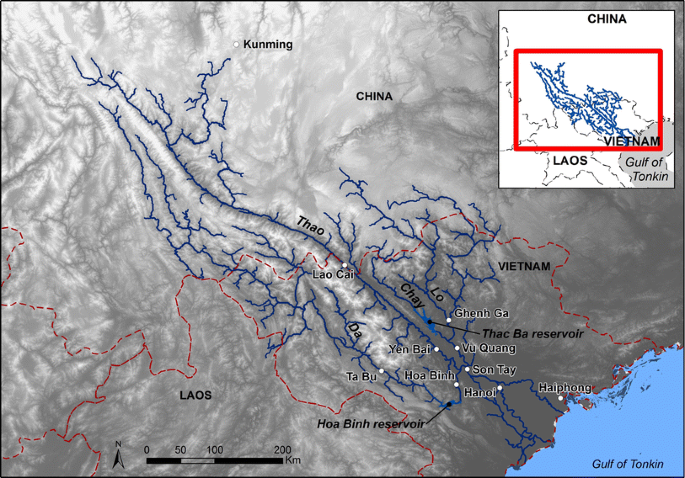 CHINA
Kunming
CHINA
VIETNAM
LAOS
Gulf of
Tonkin
Thao
VIETNAM
Lao Cai
Chay
Lo
Ghenh Ga
Thac Ba reservoir
Da
Yen Bai
Vu Quang
Ta Bu
Hoa Binh
Son Tay
Hanoi
Haiphong
LAOS
Hoa Binh reservoir
N
0 50 100 200
Km
Gulf of Tonkin